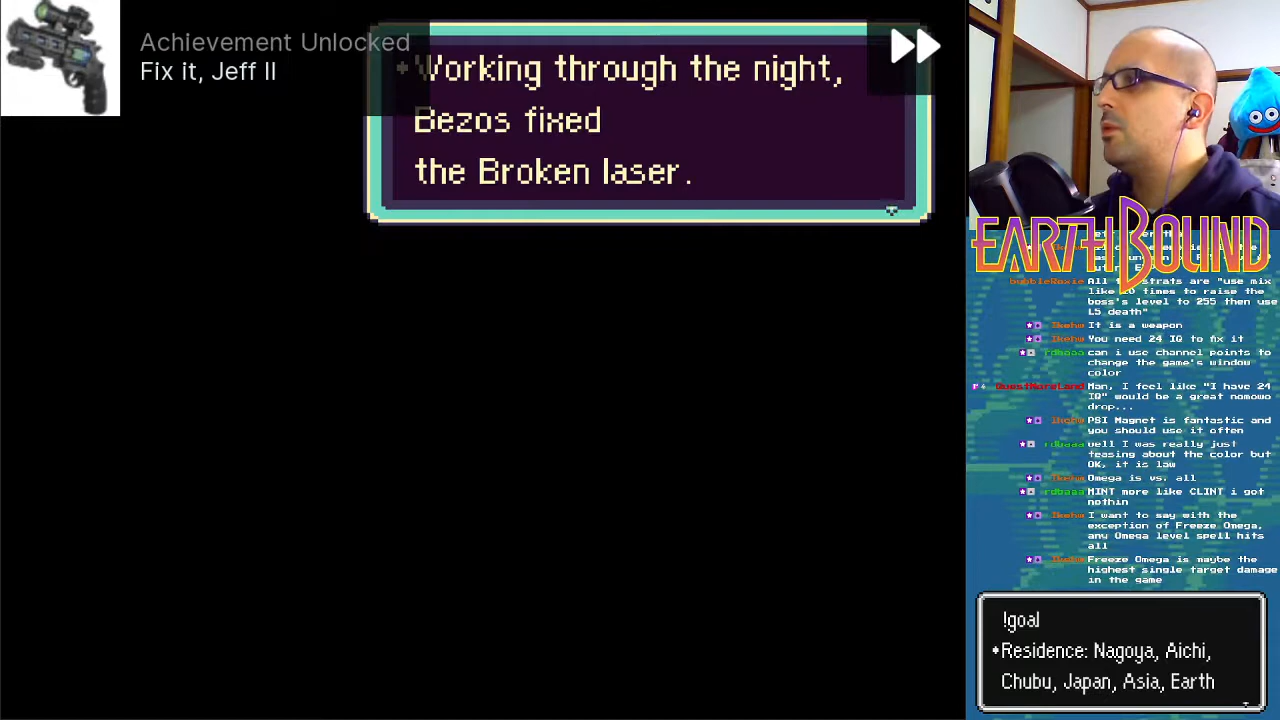 Achievement Unlocked
Fix it, Jeff II
Working through the night,
Bezos fixed
the Broken laser.
EARTHBOUND
bubbleRoxie All t strats are "use mix
like 20 times to raise the
boss's level to 255 then use
L5 death"
It is a weapon
You need 24 IQ to fix it
rdbaaa can i use channel points to
change the game's window
color
GuestNoreLand Man, I feel like "I have 24
IQ" would be a great nomowo
drop...
PSI Magnet is fantastic and
you should use it often
rdbaaa well I was really just
teasing about the color but
OK, it is law
Omega is vs. all
rdbaaa MINT more like CLINT i got
nothin
I want to say with the
exception of Freeze Omega,
any Omega level spell hits
all
Freeze Omega is maybe the
highest single target damage
in the game
!goal
•Residence: Nagoya, Aichi,
Chubu, Japan, Asia, Earth